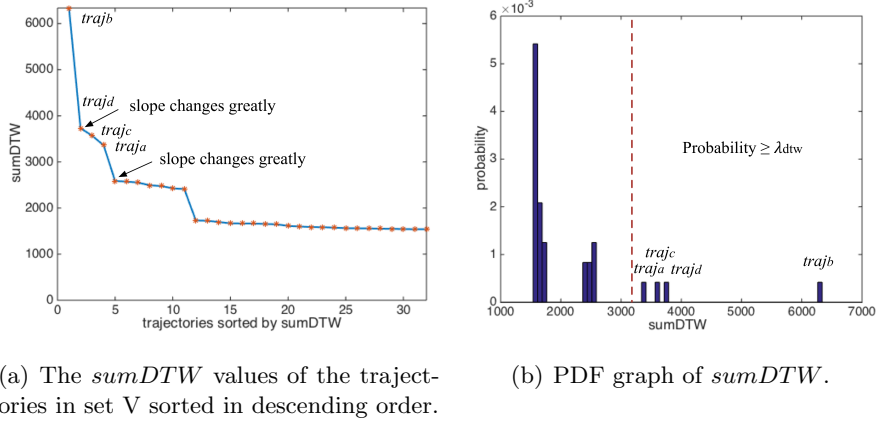 6000
5000
4000
3000
2000
1000
0
sumDTW
trajb
trajd
slope changes greatly
trajc
traja
slope changes greatly
0 5 10 15 20 25 30
trajectories sorted by sumDTW
6 ×10⁻³
5
4
3
2
1
0
probability
Probability ≥ λdtw
trajc
traja trajd
trajb
1000 2000 3000 4000 5000 6000 7000
sumDTW
(a) The sumDTW values of the traject-
ories in set V sorted in descending order.
(b) PDF graph of sumDTW.